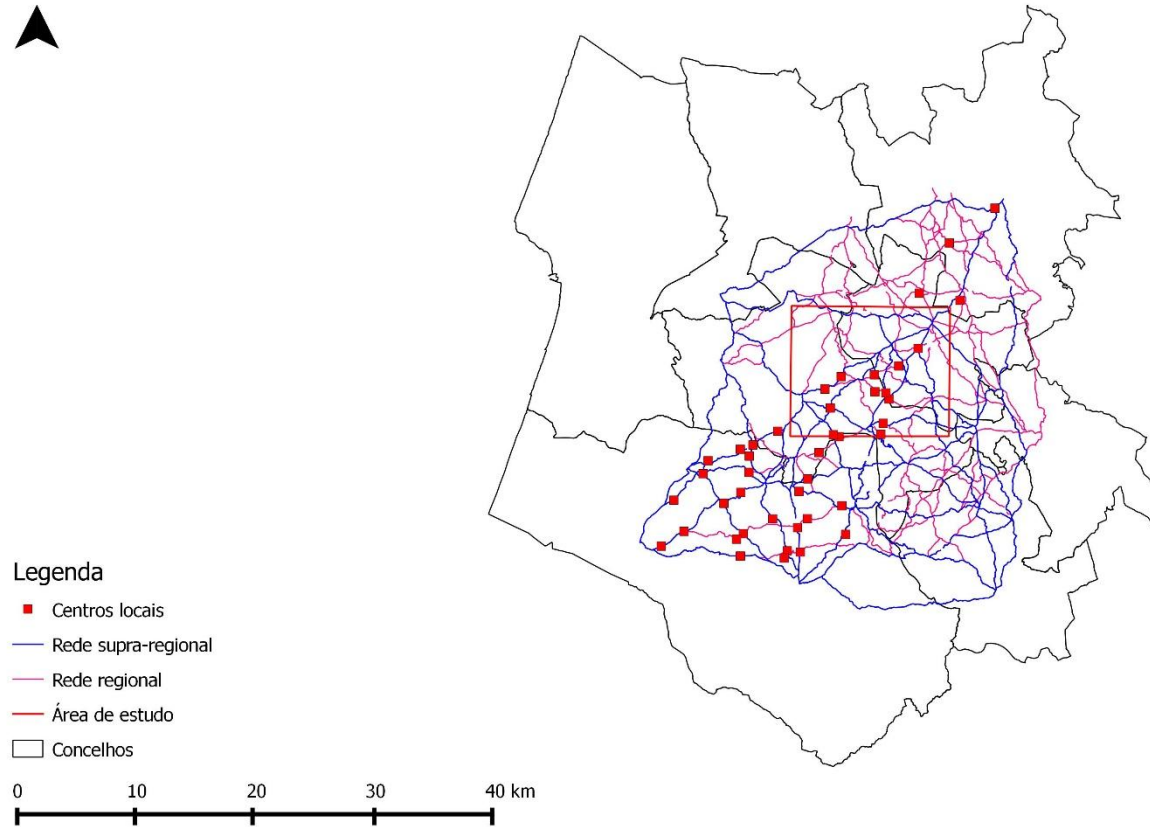 Legenda
Centros locais
Rede supra-regional
Rede regional
Área de estudo
Concelhos
0 10 20 30 40 km